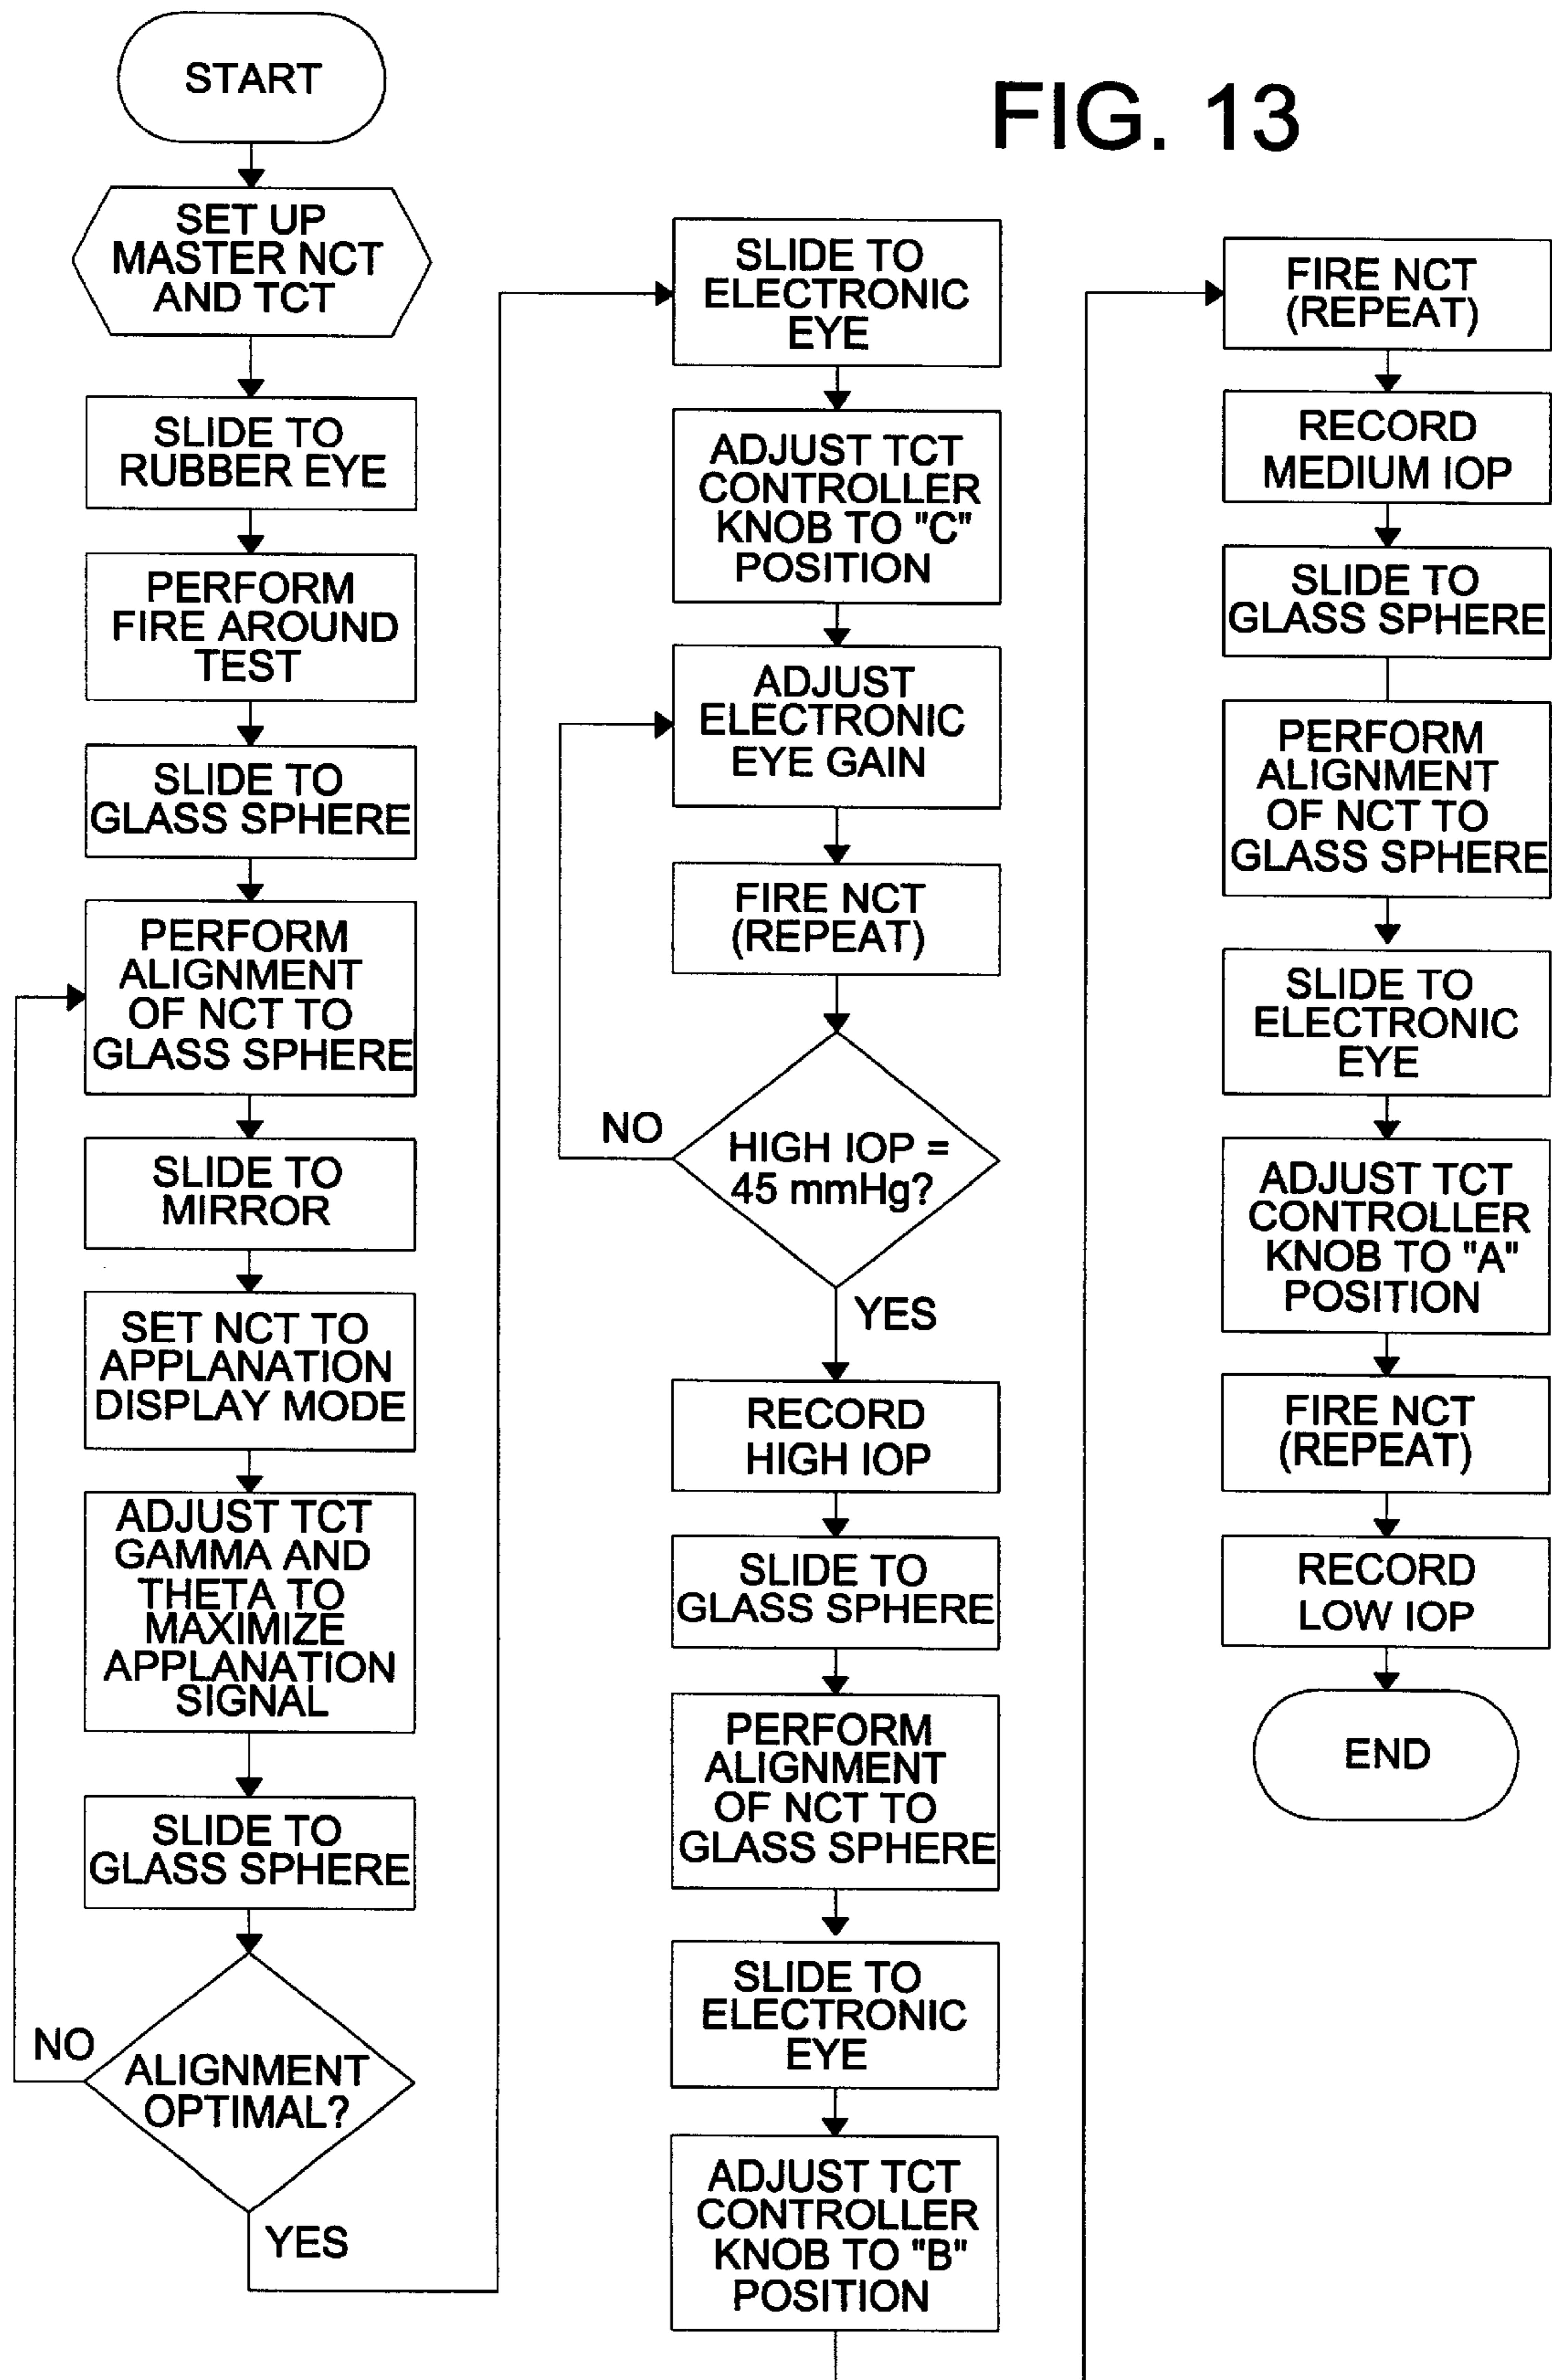 FIG. 13
START
SET UP
MASTER NCT
AND TCT
SLIDE TO
RUBBER EYE
PERFORM
FIRE AROUND
TEST
SLIDE TO
GLASS SPHERE
PERFORM
ALIGNMENT
OF NCT TO
GLASS SPHERE
SLIDE TO
MIRROR
SET NCT TO
APPLANATION
DISPLAY MODE
ADJUST TCT
GAMMA AND
THETA TO
MAXIMIZE
APPLANATION
SIGNAL
SLIDE TO
GLASS SPHERE
NO
ALIGNMENT
OPTIMAL?
YES
SLIDE TO
ELECTRONIC
EYE
ADJUST TCT
CONTROLLER
KNOB TO "C"
POSITION
ADJUST
ELECTRONIC
EYE GAIN
FIRE NCT
(REPEAT)
NO
HIGH IOP =
45 mmHg?
YES
RECORD
HIGH IOP
SLIDE TO
GLASS SPHERE
PERFORM
ALIGNMENT
OF NCT TO
GLASS SPHERE
SLIDE TO
ELECTRONIC
EYE
ADJUST TCT
CONTROLLER
KNOB TO "B"
POSITION
FIRE NCT
(REPEAT)
RECORD
MEDIUM IOP
SLIDE TO
GLASS SPHERE
PERFORM
ALIGNMENT
OF NCT TO
GLASS SPHERE
SLIDE TO
ELECTRONIC
EYE
ADJUST TCT
CONTROLLER
KNOB TO "A"
POSITION
FIRE NCT
(REPEAT)
RECORD
LOW IOP
END